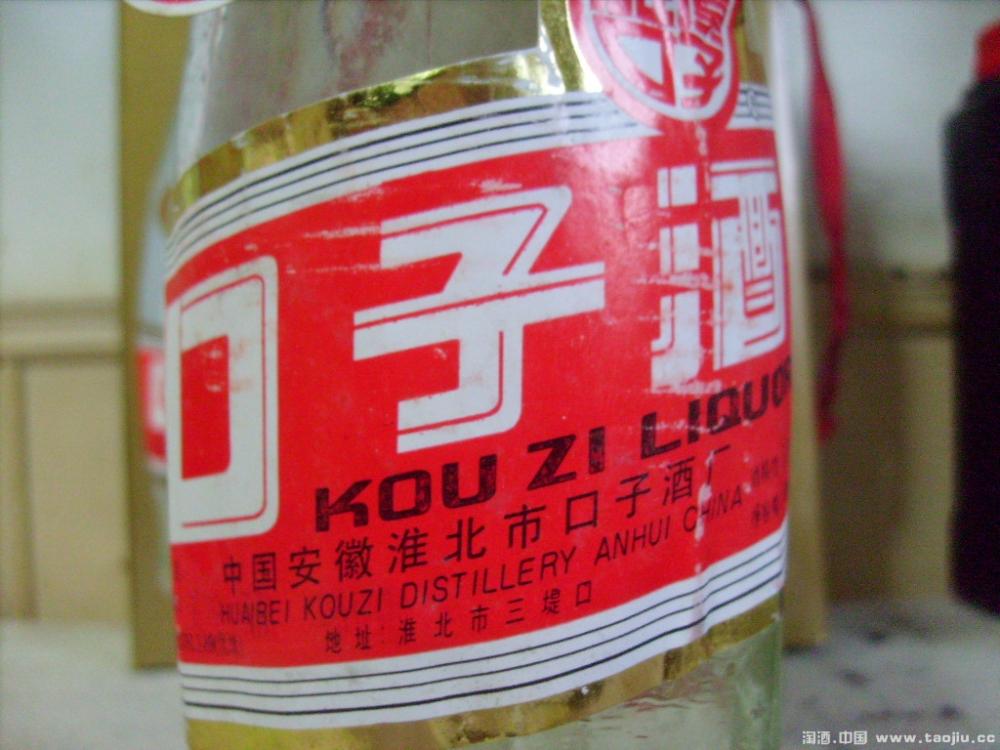 口子酒
KOU ZI LIQUOR
中国安徽淮北市口子酒厂
HUAIBEI KOUZI DISTILLERY ANHUI CHINA
地址:淮北市三堤口
淘酒.中国 www.taojiu.cc